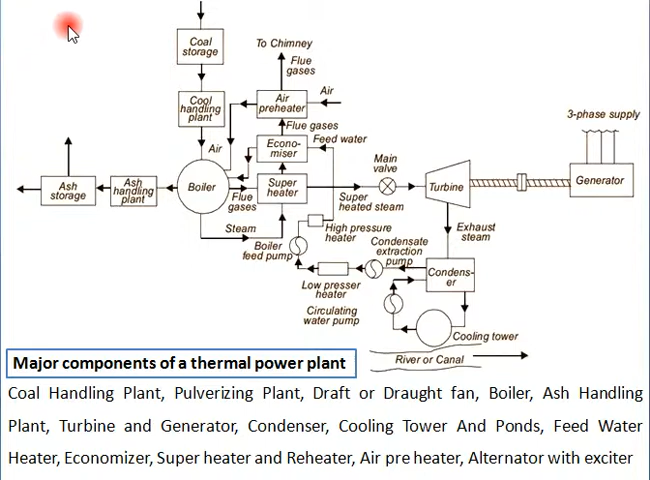 Coal
storage
To Chimney
Flue
gases
Cool
handling
plant
Air
preheater
Air
3-phase supply
Flue gases
Air
Econo-
miser
Feed water
Main
valve
Ash
storage
Ash
handling
plant
Boiler
Flue
gases
Super
heater
Super
heated steam
Turbine
Generator
Steam
Boiler
feed pump
High pressure
heater
Condensate
extraction
pump
Exhaust
steam
Low presser
heater
Condens-
er
Circulating
water pump
Cooling tower
River or Canal
Major components of a thermal power plant
Coal Handling Plant, Pulverizing Plant, Draft or Draught fan, Boiler, Ash Handling
Plant, Turbine and Generator, Condenser, Cooling Tower And Ponds, Feed Water
Heater, Economizer, Super heater and Reheater, Air pre heater, Alternator with exciter